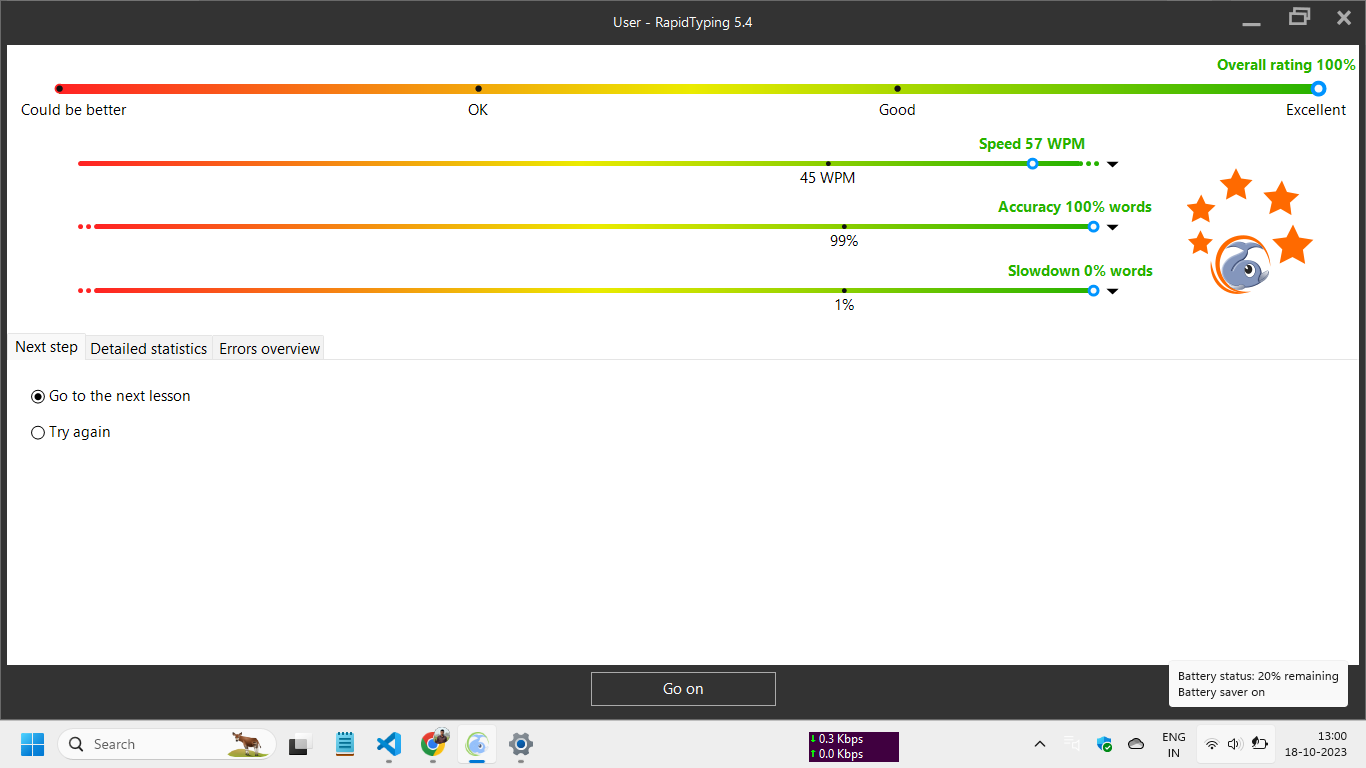 User - RapidTyping 5.4
Overall rating 100%
Could be better OK Good Excellent
Speed 57 WPM
45 WPM
Accuracy 100% words
99%
Slowdown 0% words
1%
Next step Detailed statistics Errors overview
Go to the next lesson
Try again
Go on
Battery status: 20% remaining
Battery saver on
Search
0.3 Kbps
0.0 Kbps
ENG
IN
13:00
18-10-2023